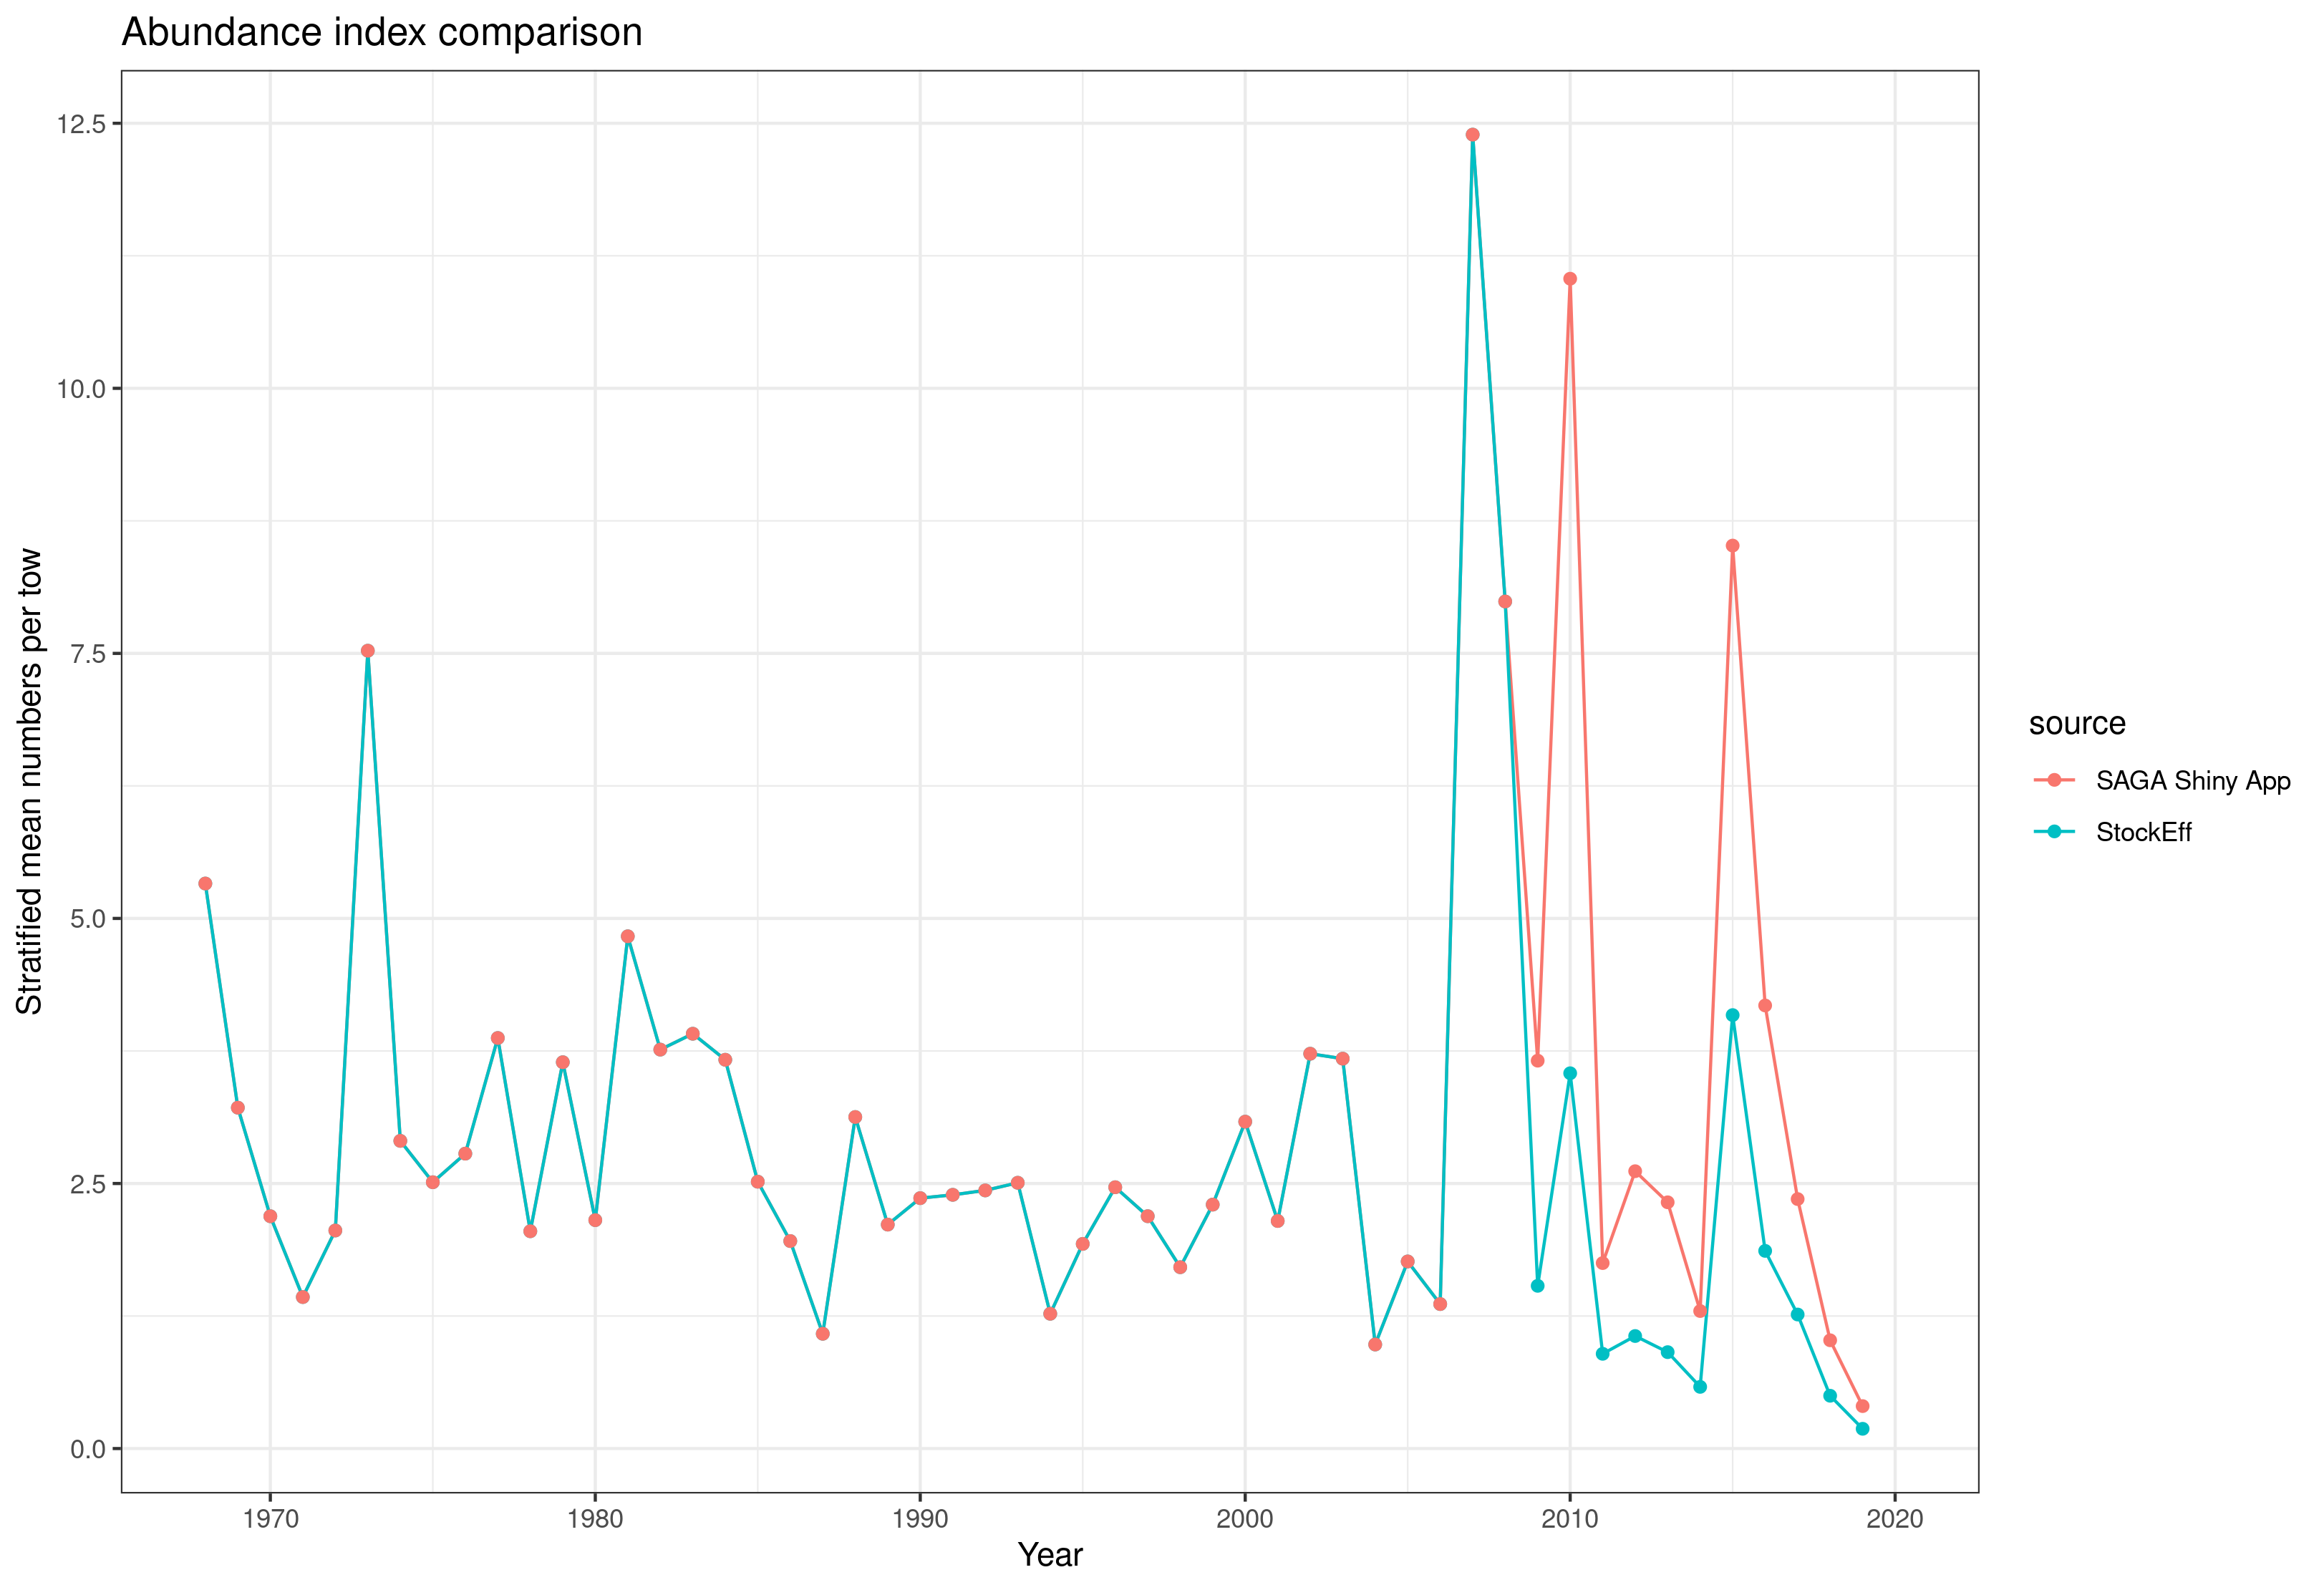 Abundance index comparison
12.5
10.0
7.5
5.0
2.5
0.0
Stratified mean numbers per tow
1970 1980 1990 2000 2010 2020
Year
source
SAGA Shiny App
StockEff